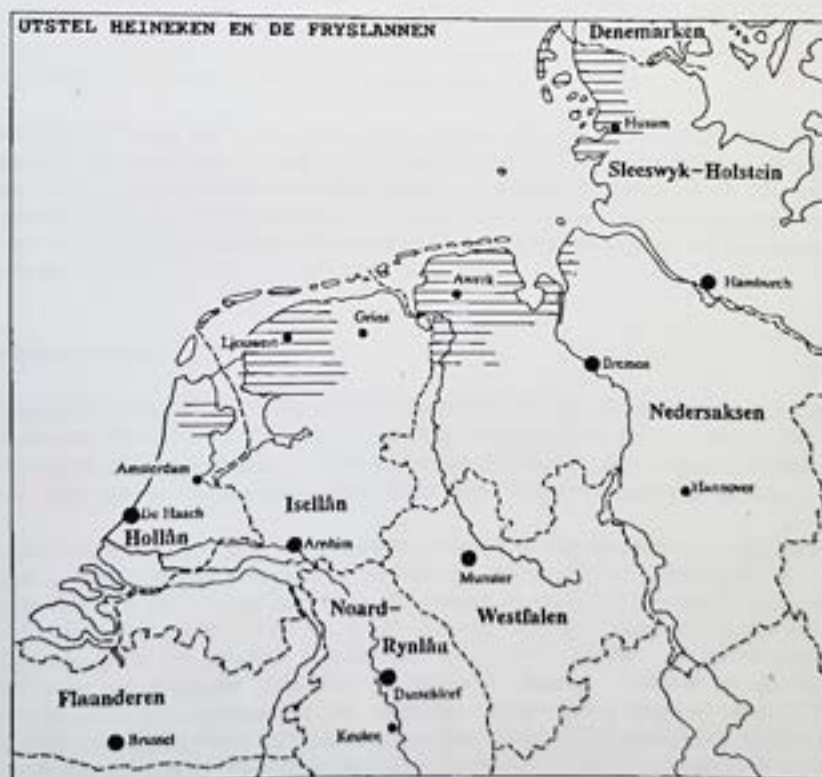 UTSTEL HEINEKEN EN DE FRYSLANNEN
Denemarken
Husum
Sleeswyk-Holstein
Hamburch
Auwrik
Grins
Ljouwert
Bremen
Nedersaksen
Amsterdam
Hannover
De Haach
Isellân
Hollân
Arnhim
Munster
Noard-
Westfalen
Rynlân
Dusseldorf
Flaanderen
Keulen
Brussel